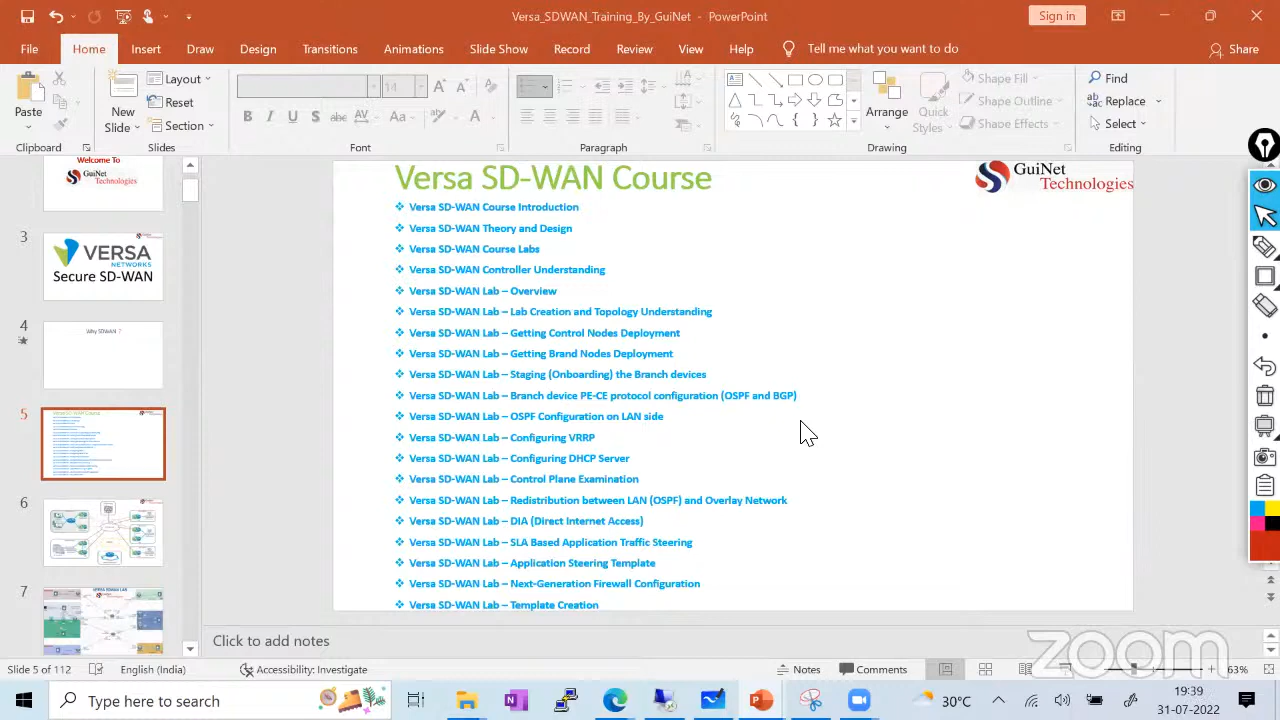 Versa_SD-WAN_Training_By_GuiNet - PowerPoint
Sign in
File Home Insert Draw Design Transitions Animations Slide Show Record Review View Help Tell me what you want to do Share
Paste
Clipboard
New
Slide
Layout
Reset
Section
Slides
Font
Paragraph
Arrange
Quick
Styles
Shape Fill
Shape Outline
Shape Effects
Drawing
Find
Replace
Select
Editing
Welcome To
GuiNet
Technologies
3
VERSA
NETWORKS
Secure SD-WAN
4
Why SDWAN ?
5
6
7
VERSA SDWAN LAB
Versa SD-WAN Course
GuiNet
Technologies
Versa SD-WAN Course Introduction
Versa SD-WAN Theory and Design
Versa SD-WAN Course Labs
Versa SD-WAN Controller Understanding
Versa SD-WAN Lab – Overview
Versa SD-WAN Lab – Lab Creation and Topology Understanding
Versa SD-WAN Lab – Getting Control Nodes Deployment
Versa SD-WAN Lab – Getting Brand Nodes Deployment
Versa SD-WAN Lab – Staging (Onboarding) the Branch devices
Versa SD-WAN Lab – Branch device PE-CE protocol configuration (OSPF and BGP)
Versa SD-WAN Lab – OSPF Configuration on LAN side
Versa SD-WAN Lab – Configuring VRRP
Versa SD-WAN Lab – Configuring DHCP Server
Versa SD-WAN Lab – Control Plane Examination
Versa SD-WAN Lab – Redistribution between LAN (OSPF) and Overlay Network
Versa SD-WAN Lab – DIA (Direct Internet Access)
Versa SD-WAN Lab – SLA Based Application Traffic Steering
Versa SD-WAN Lab – Application Steering Template
Versa SD-WAN Lab – Next-Generation Firewall Configuration
Versa SD-WAN Lab – Template Creation
Click to add notes
zoom
Slide 5 of 112
English (India)
Accessibility: Investigate
Notes
Comments
63%
Type here to search
30°C
19:39
31-07-2022